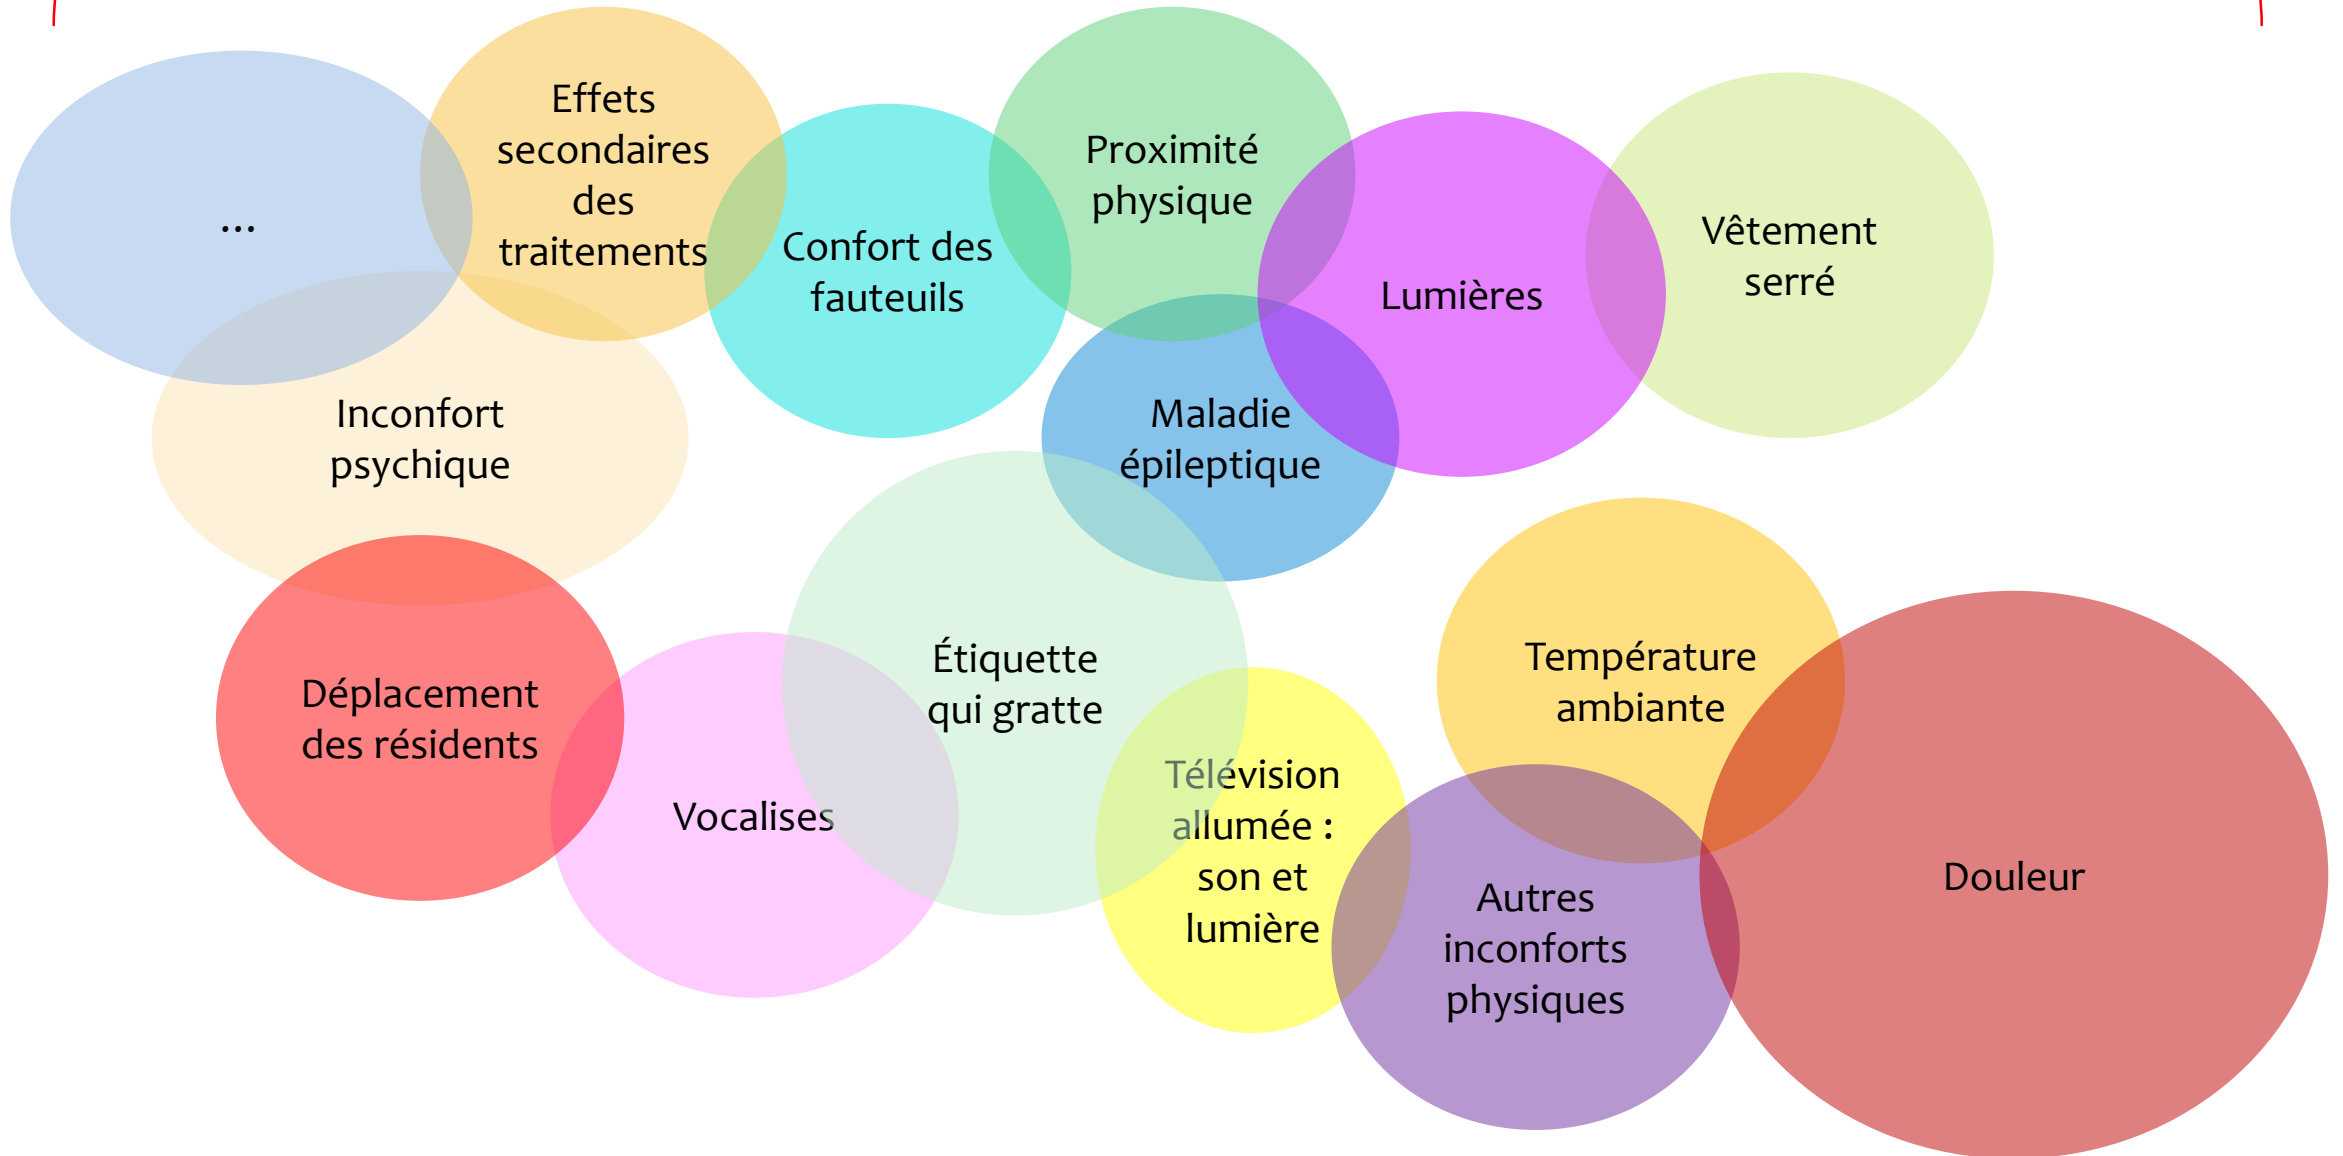 ...
Effets
secondaires
des
traitements
Confort des
fauteuils
Proximité
physique
Lumières
Vêtement
serré
Inconfort
psychique
Maladie
épileptique
Déplacement
des résidents
Vocalises
Étiquette
qui gratte
Télévision
allumée :
son et
lumière
Température
ambiante
Autres
inconforts
physiques
Douleur